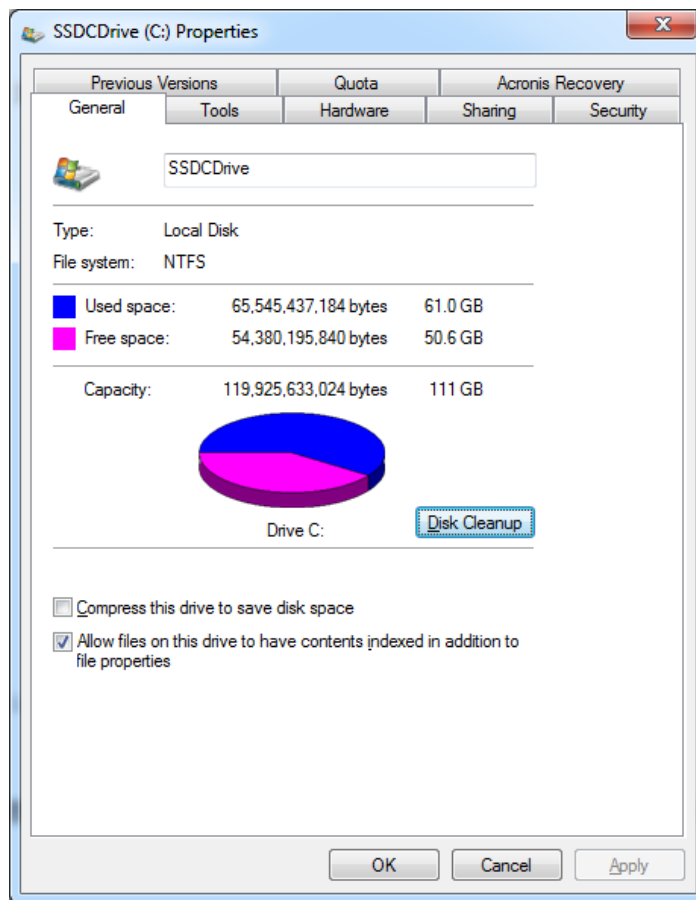 SSDCDrive (C:) Properties
Previous Versions Quota Acronis Recovery
General Tools Hardware Sharing Security
SSDCDrive
Type: Local Disk
File system: NTFS
Used space: 65,545,437,184 bytes 61.0 GB
Free space: 54,380,195,840 bytes 50.6 GB
Capacity: 119,925,633,024 bytes 111 GB
Drive C: Disk Cleanup
Compress this drive to save disk space
Allow files on this drive to have contents indexed in addition to
file properties
OK Cancel Apply